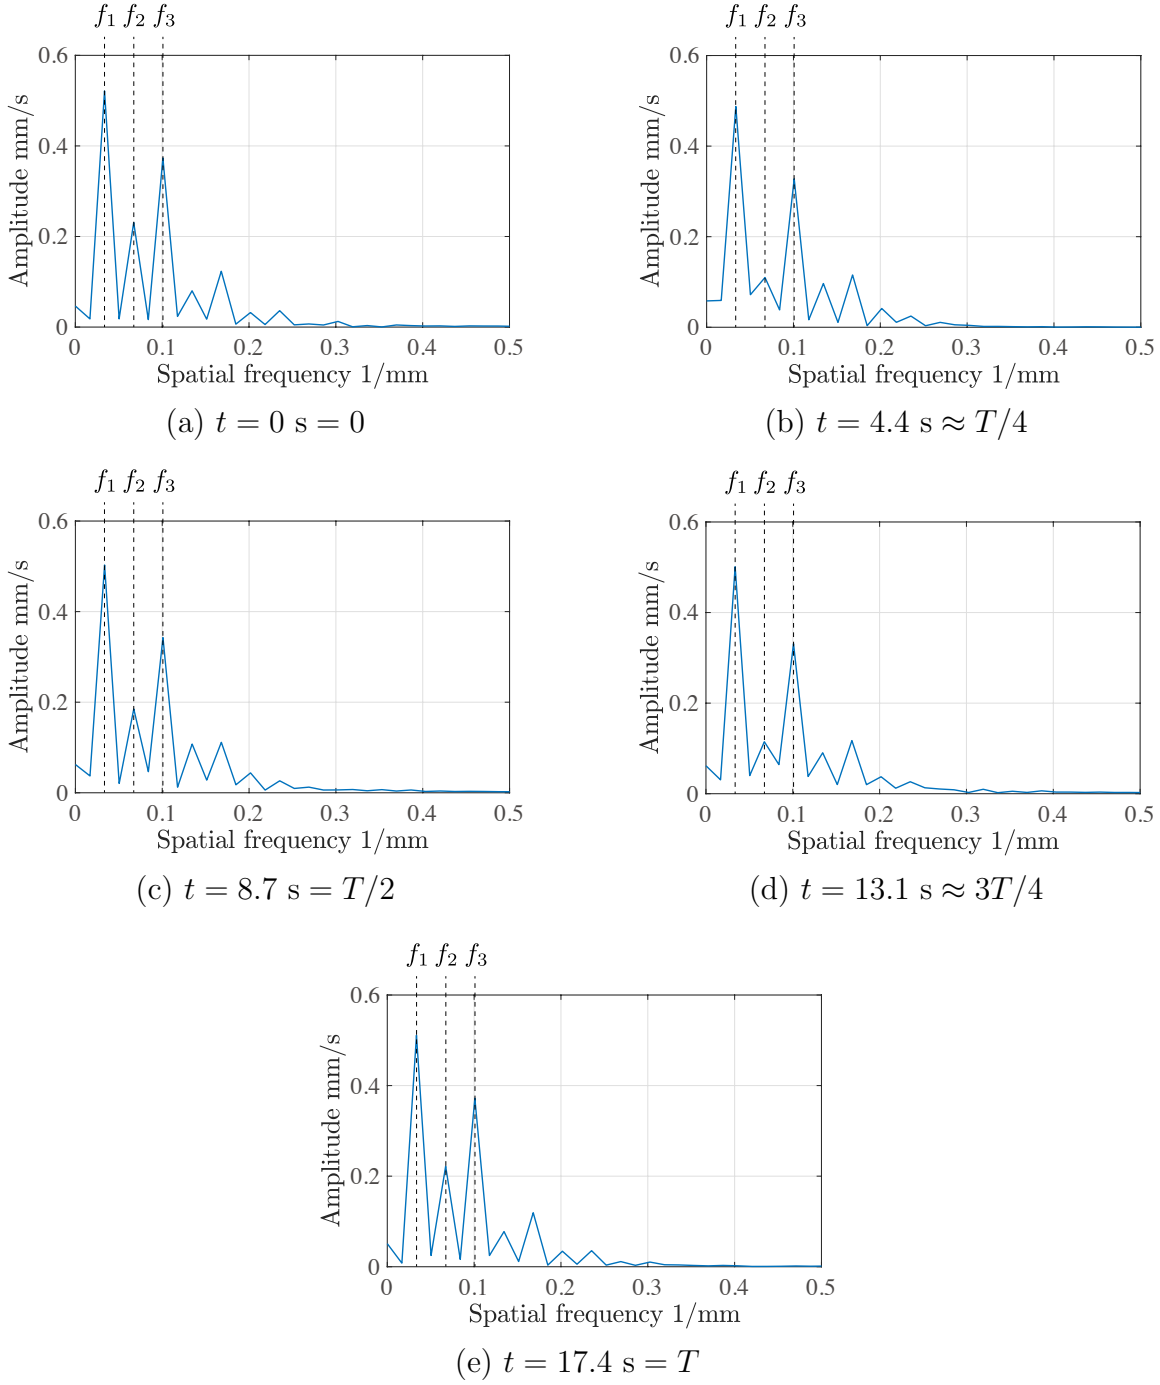 f₁ f₂ f₃
0.6
0.4
0.2
0
0 0.1 0.2 0.3 0.4 0.5
Amplitude mm/s
Spatial frequency 1/mm
(a) t = 0 s = 0
f₁ f₂ f₃
0.6
0.4
0.2
0
0 0.1 0.2 0.3 0.4 0.5
Amplitude mm/s
Spatial frequency 1/mm
(b) t = 4.4 s ≈ T/4
f₁ f₂ f₃
0.6
0.4
0.2
0
0 0.1 0.2 0.3 0.4 0.5
Amplitude mm/s
Spatial frequency 1/mm
(c) t = 8.7 s = T/2
f₁ f₂ f₃
0.6
0.4
0.2
0
0 0.1 0.2 0.3 0.4 0.5
Amplitude mm/s
Spatial frequency 1/mm
(d) t = 13.1 s ≈ 3T/4
f₁ f₂ f₃
0.6
0.4
0.2
0
0 0.1 0.2 0.3 0.4 0.5
Amplitude mm/s
Spatial frequency 1/mm
(e) t = 17.4 s = T